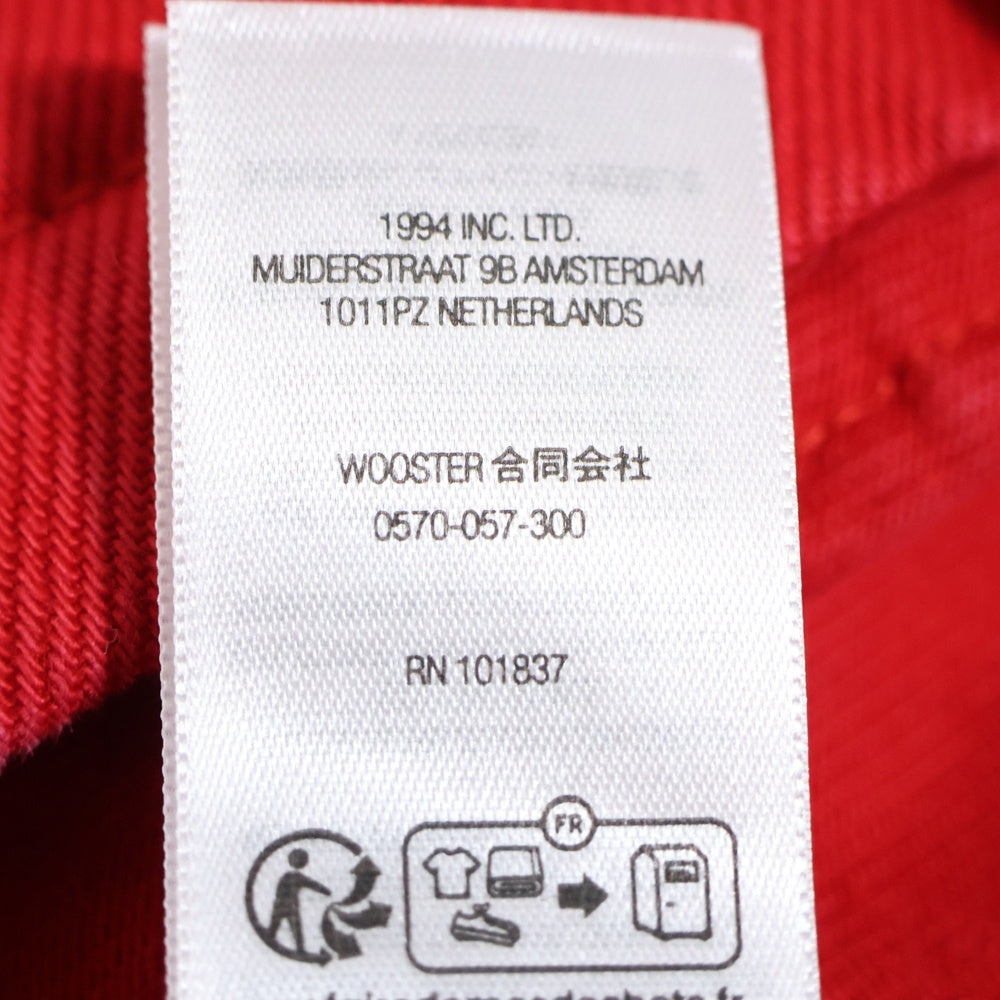 1994 INC. LTD.
MUIDERSTRAAT 9B AMSTERDAM
1011PZ NETHERLANDS
WOOSTER 合同会社
0570-057-300
RN 101837
FR